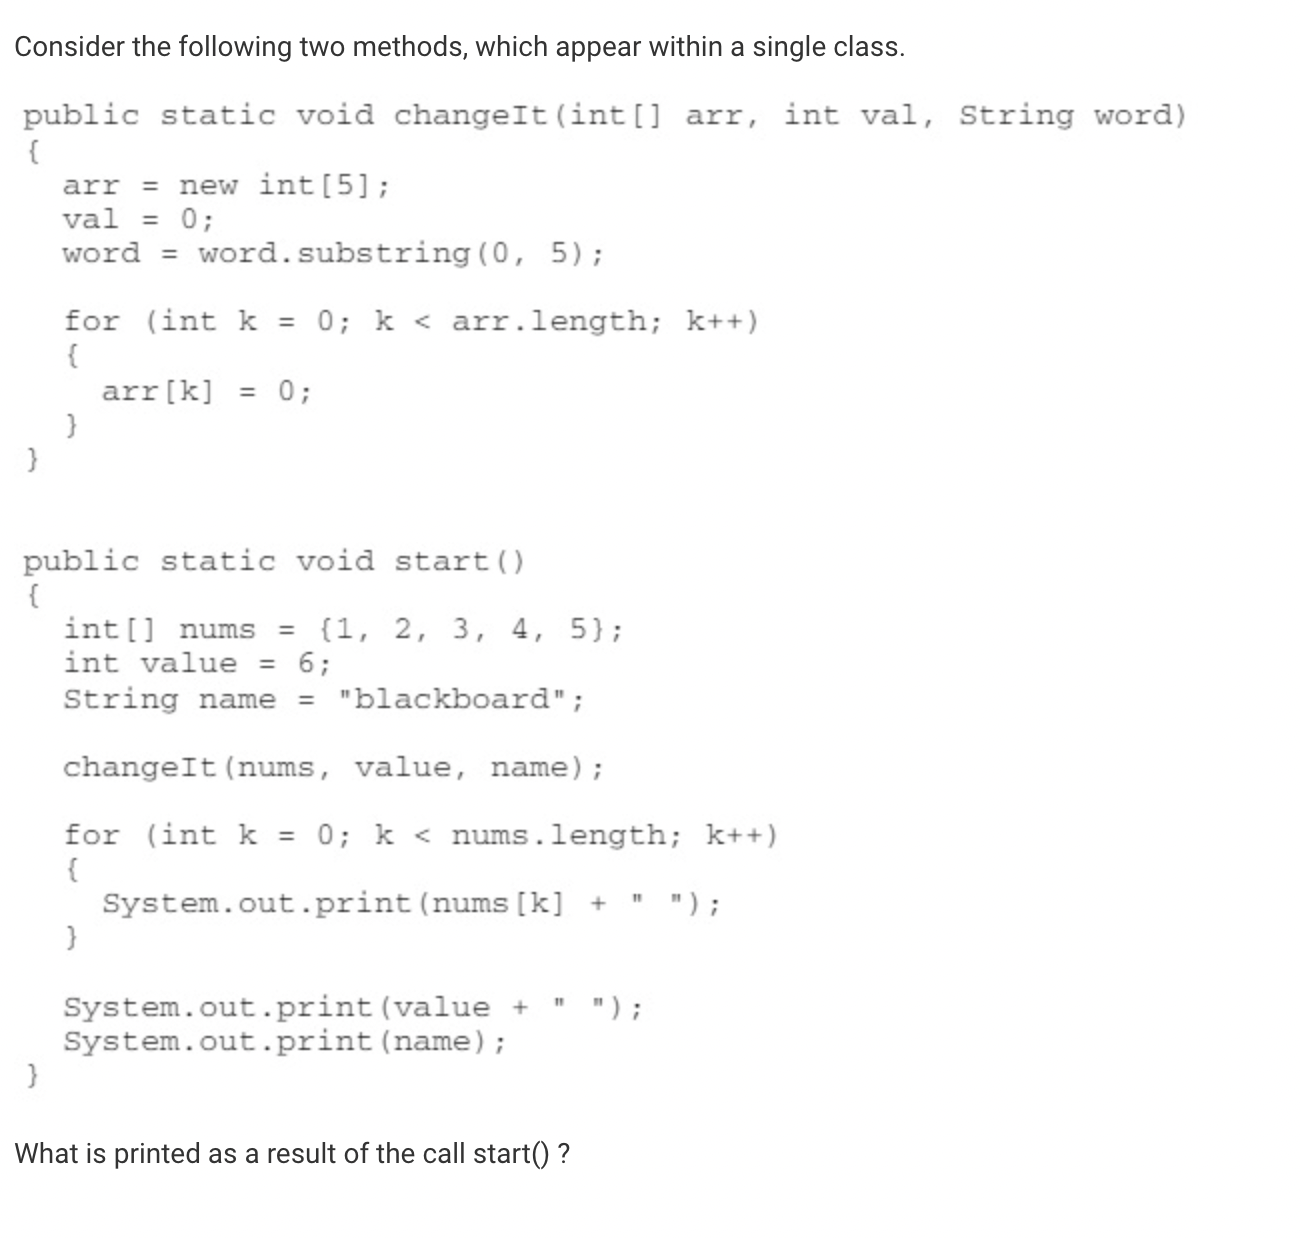 Consider the following two methods, which appear within a single class.
public static void changeIt(int[] arr, int val, String word)
{
arr = new int[5];
val = 0;
word = word.substring(0, 5);
for (int k = 0; k < arr.length; k++)
{
arr[k] = 0;
}
}
public static void start()
{
int[] nums = {1, 2, 3, 4, 5};
int value = 6;
String name = "blackboard";
changeIt(nums, value, name);
for (int k = 0; k < nums.length; k++)
{
System.out.print(nums[k] + " ");
}
System.out.print(value + " ");
System.out.print(name);
}
What is printed as a result of the call start() ?